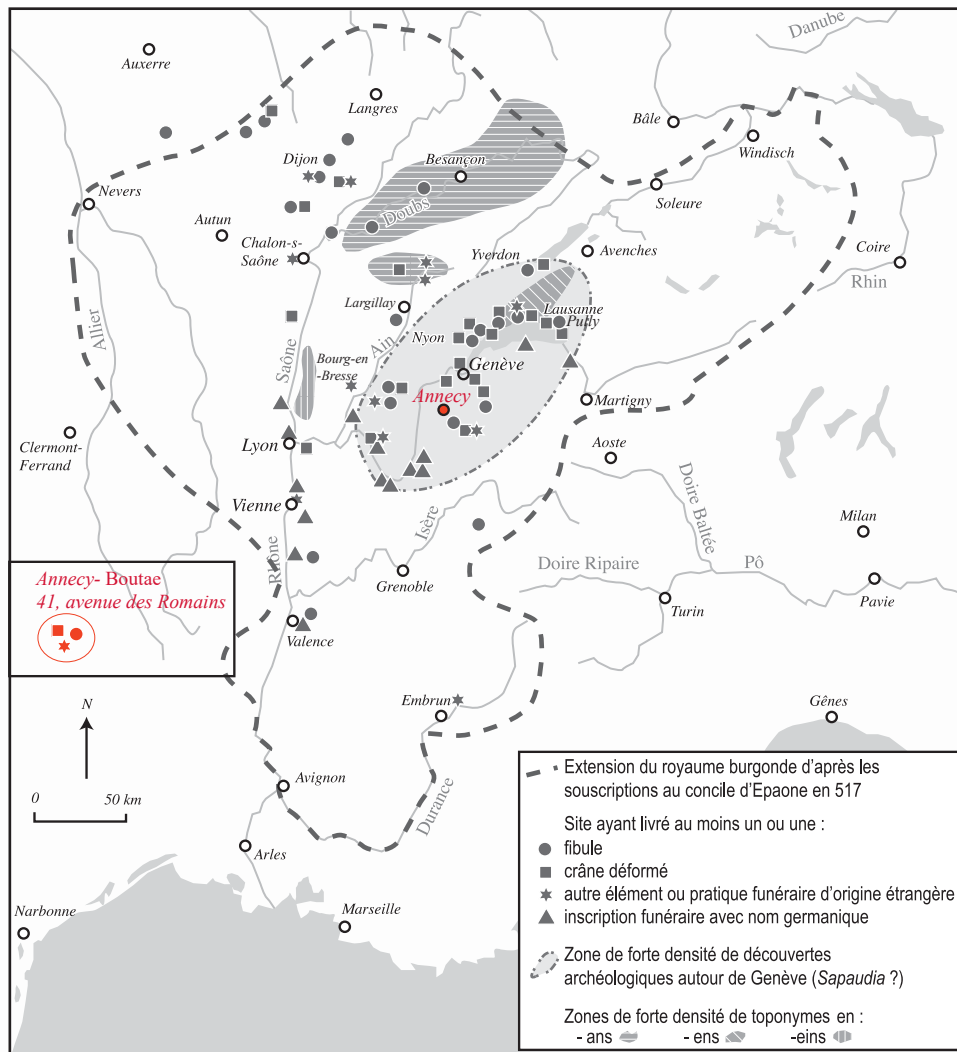 Danube
Auxerre
Langres
Bâle
Windisch
Dijon
Besançon
Nevers
Soleure
Doubs
Autun
Chalon-s-
Saône
Yverdon
Avenches
Coire
Rhin
Allier
Largillay
Lausanne
Pully
Saône
Ain
Nyon
Bourg-en
-Bresse
Genève
Annecy
Martigny
Clermont-
Ferrand
Lyon
Aoste
Doire Baltée
Vienne
Isère
Milan
Rhône
Grenoble
Doire Ripaire
Pô
Annecy- Boutae
41, avenue des Romains
Turin
Pavie
Valence
N
Embrun
Gênes
0 50 km
Avignon
Durance
Arles
Narbonne
Marseille
Extension du royaume burgonde d'après les
souscriptions au concile d'Epaone en 517
Site ayant livré au moins un ou une :
fibule
crâne déformé
autre élément ou pratique funéraire d'origine étrangère
inscription funéraire avec nom germanique
Zone de forte densité de découvertes
archéologiques autour de Genève (Sapaudia ?)
Zones de forte densité de toponymes en :
- ans - ens -eins